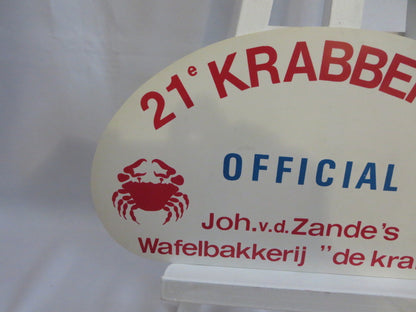 21e KRABBE
OFFICIAL
Joh.v.d.Zande's
Wafelbakkerij "de kra